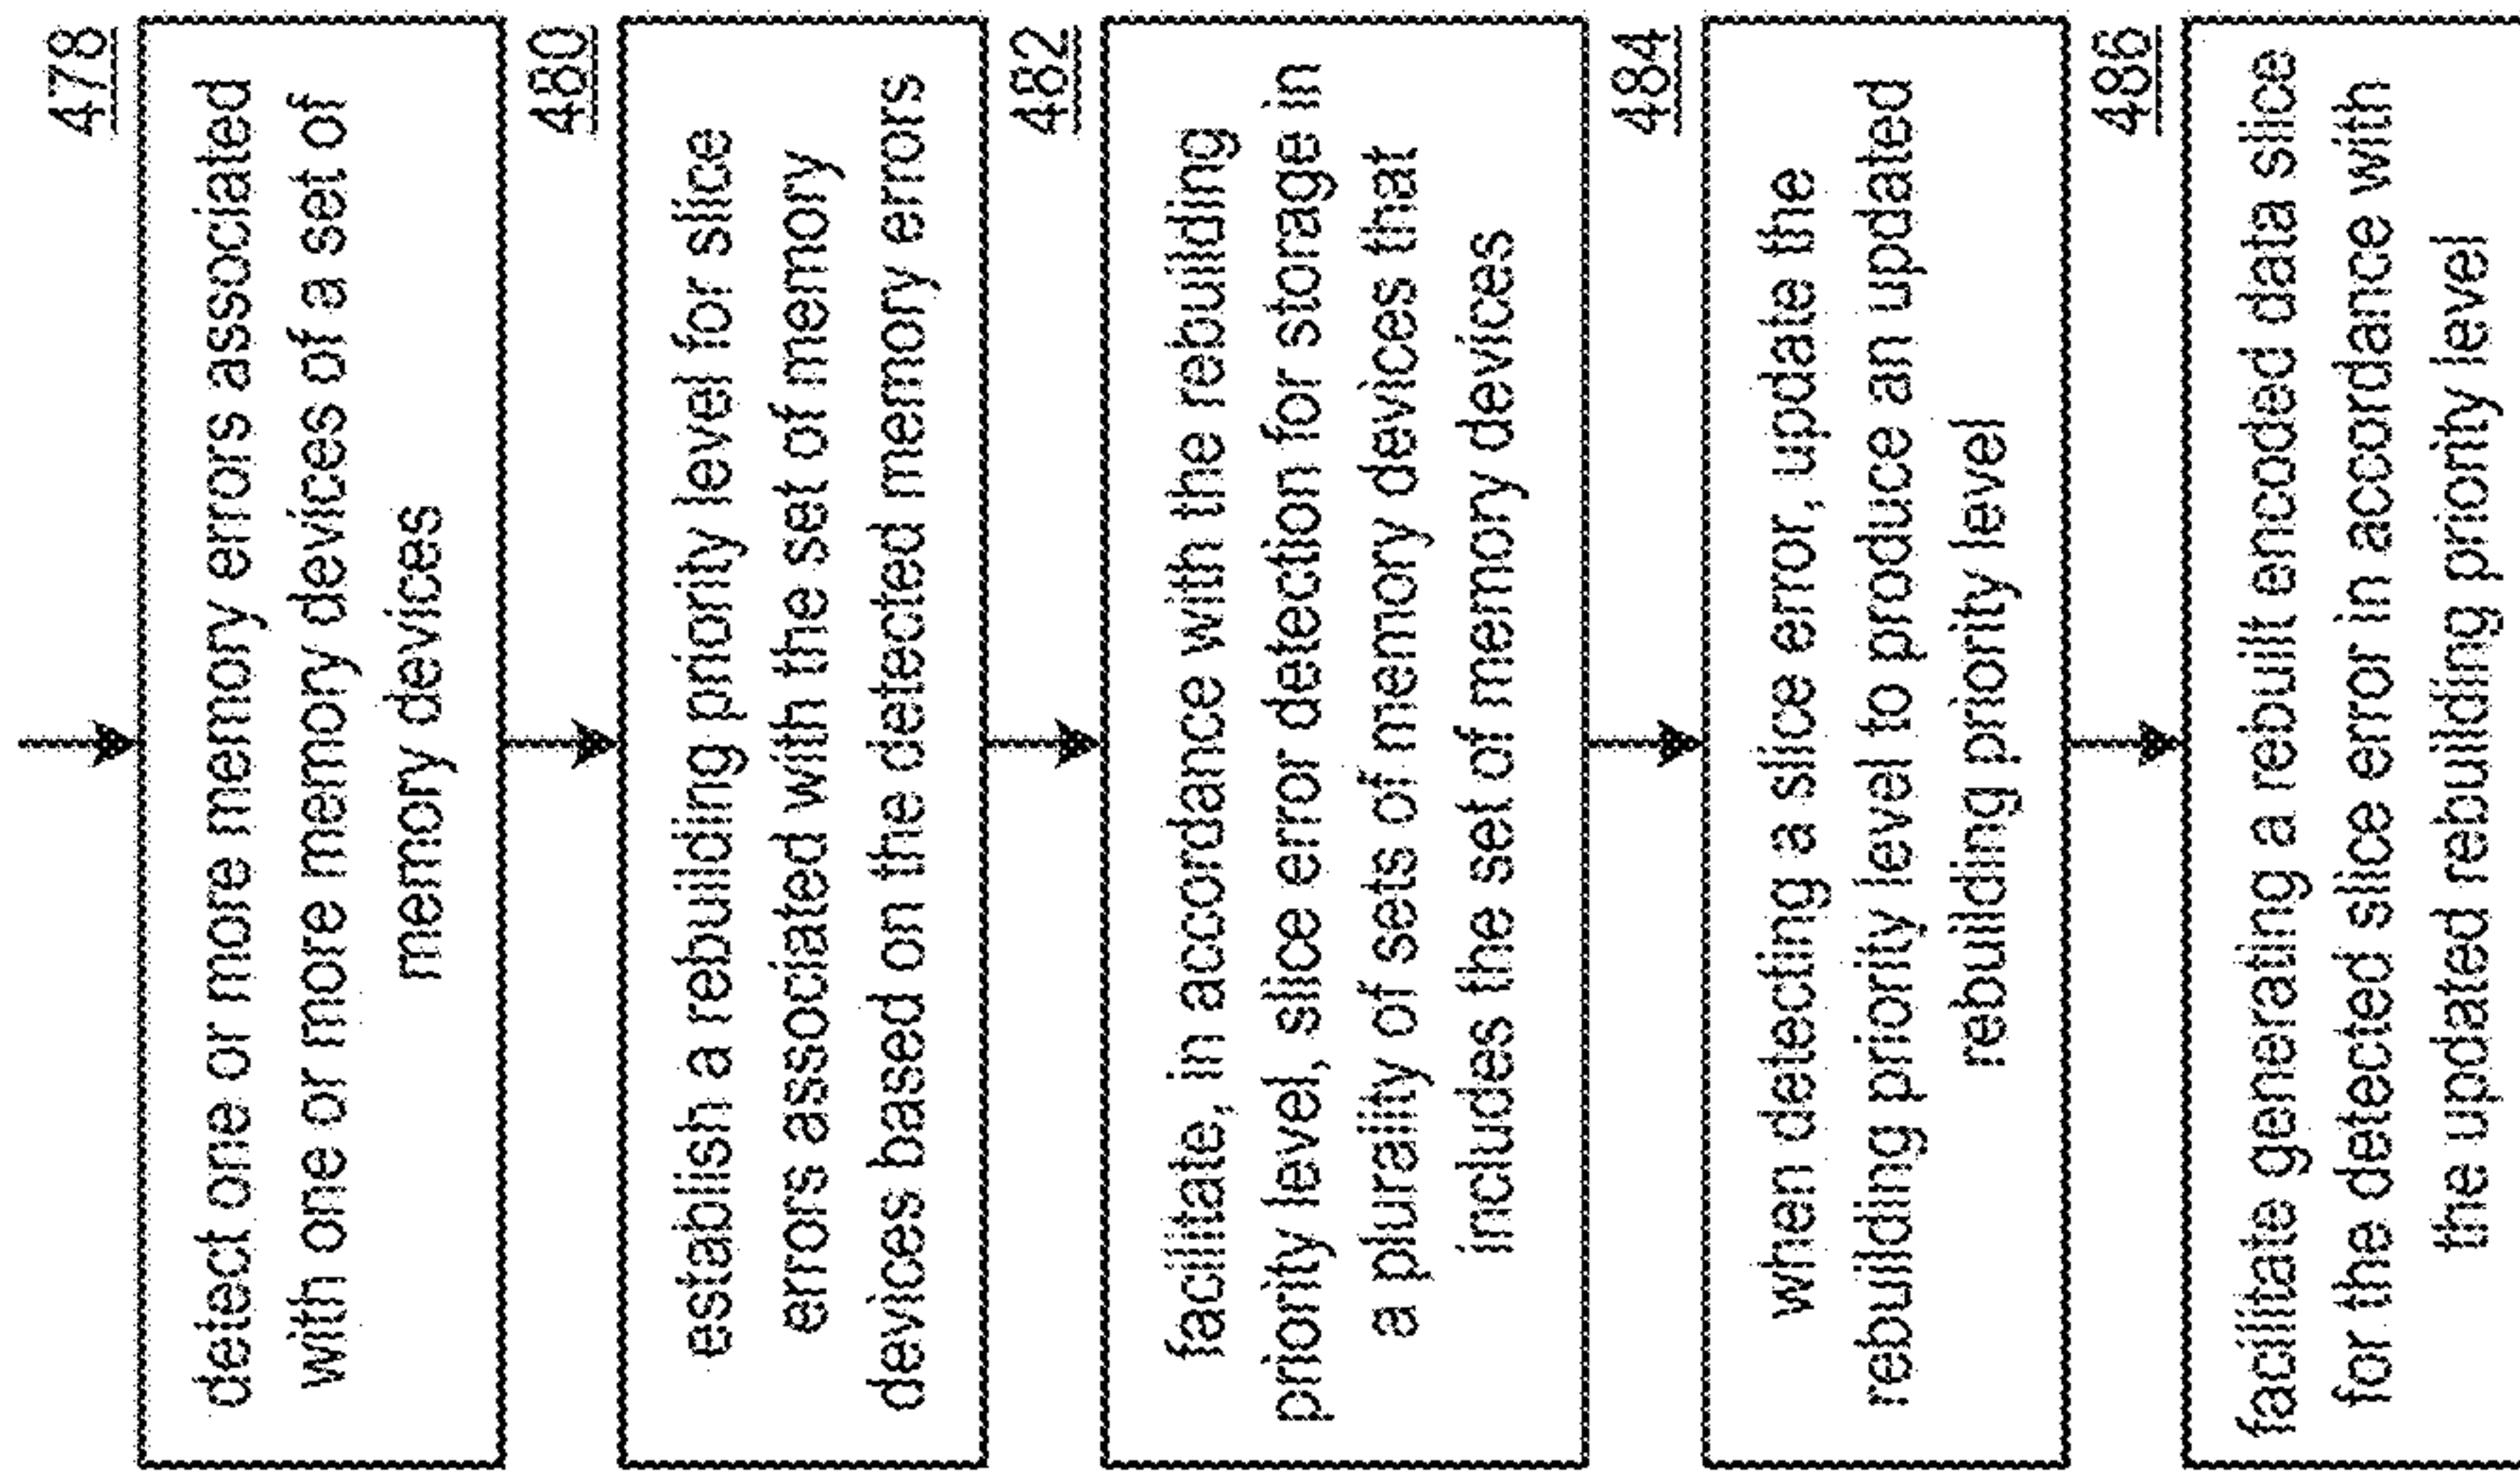 478
detect one or more memory errors associated
with one or more memory devices of a set of
memory devices
480
establish a rebuilding priority level for slice
errors associated with the set of memory
devices based on the detected memory errors
482
facilitate, in accordance with the rebuilding
priority level, slice error detection for storage in
a plurality of sets of memory devices that
includes the set of memory devices
484
when detecting a slice error, update the
rebuilding priority level to produce an updated
rebuilding priority level
486
facilitate generating a rebuilt encoded data slice
for the detected slice error in accordance with
the updated rebuilding priority level